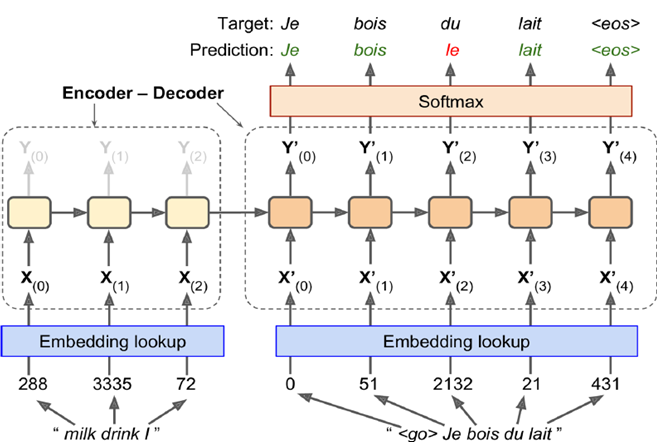 Target: Je bois du lait <eos>
Prediction: Je bois le lait <eos>
Encoder – Decoder
Softmax
Y(0) Y(1) Y(2) Y'(0) Y'(1) Y'(2) Y'(3) Y'(4)
X(0) X(1) X(2) X'(0) X'(1) X'(2) X'(3) X'(4)
Embedding lookup Embedding lookup
288 3335 72 0 51 2132 21 431
“ milk drink I ” “ <go> Je bois du lait ”